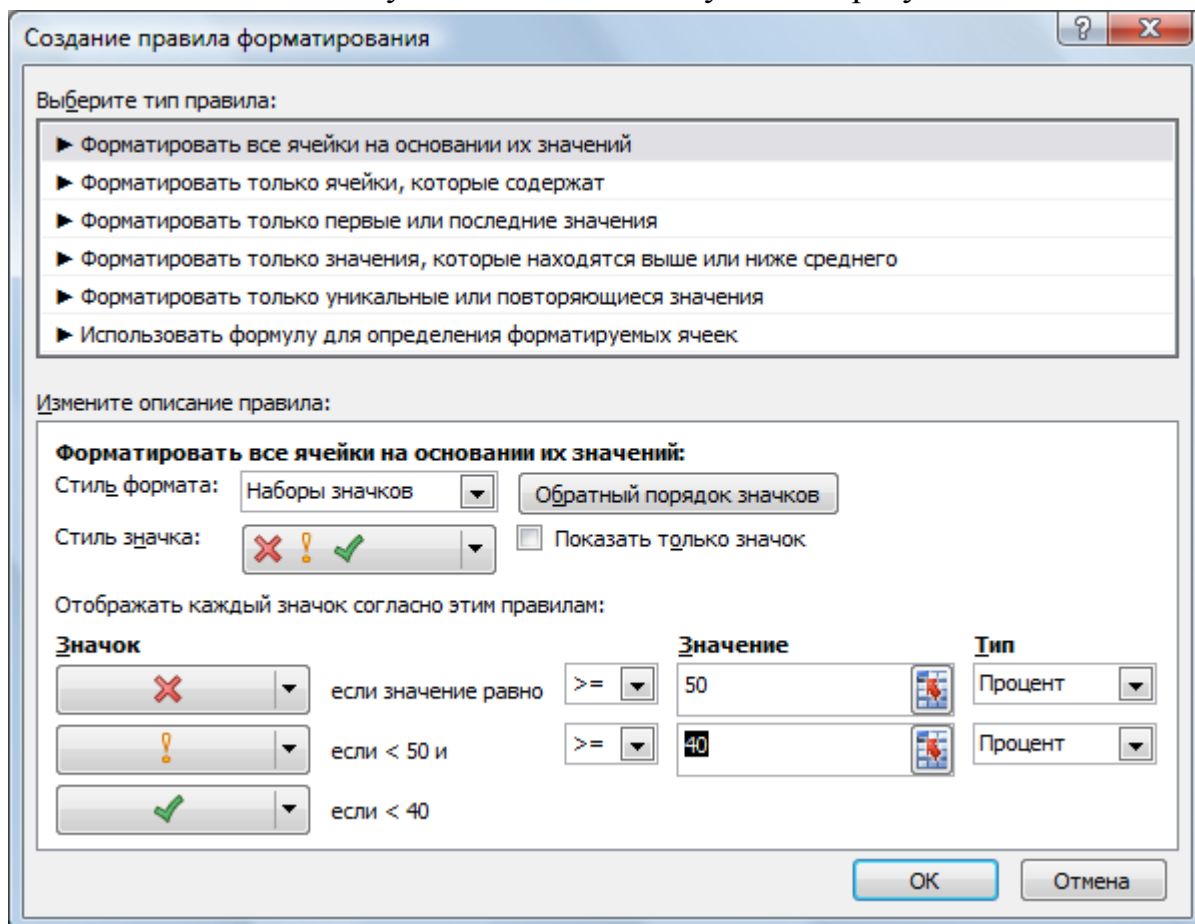 Создание правила форматирования
Выберите тип правила:
► Форматировать все ячейки на основании их значений
► Форматировать только ячейки, которые содержат
► Форматировать только первые или последние значения
► Форматировать только значения, которые находятся выше или ниже среднего
► Форматировать только уникальные или повторяющиеся значения
► Использовать формулу для определения форматируемых ячеек
Измените описание правила:
Форматировать все ячейки на основании их значений:
Стиль формата: Наборы значков Обратный порядок значков
Стиль значка: Показать только значок
Отображать каждый значок согласно этим правилам:
Значок Значение Тип
если значение равно >= 50 Процент
если < 50 и >= 40 Процент
если < 40
ОК Отмена